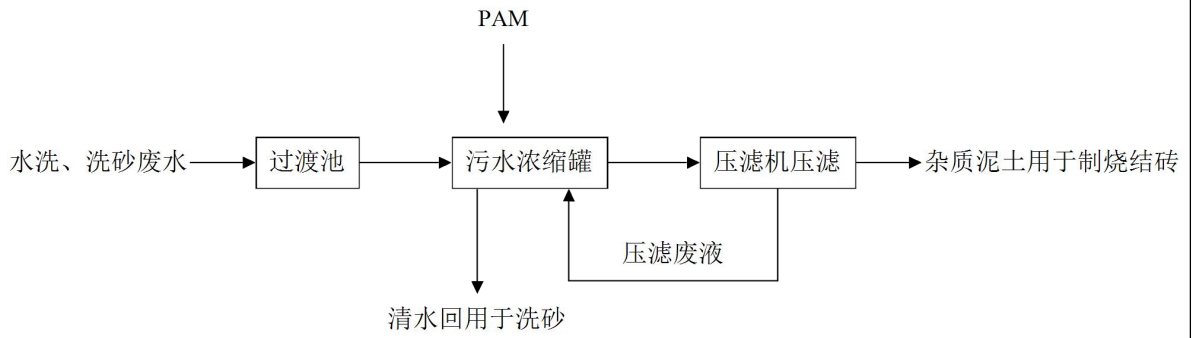 PAM
水洗、洗砂废水
过渡池
污水浓缩罐
压滤机压滤
杂质泥土用于制烧结砖
压滤废液
清水回用于洗砂